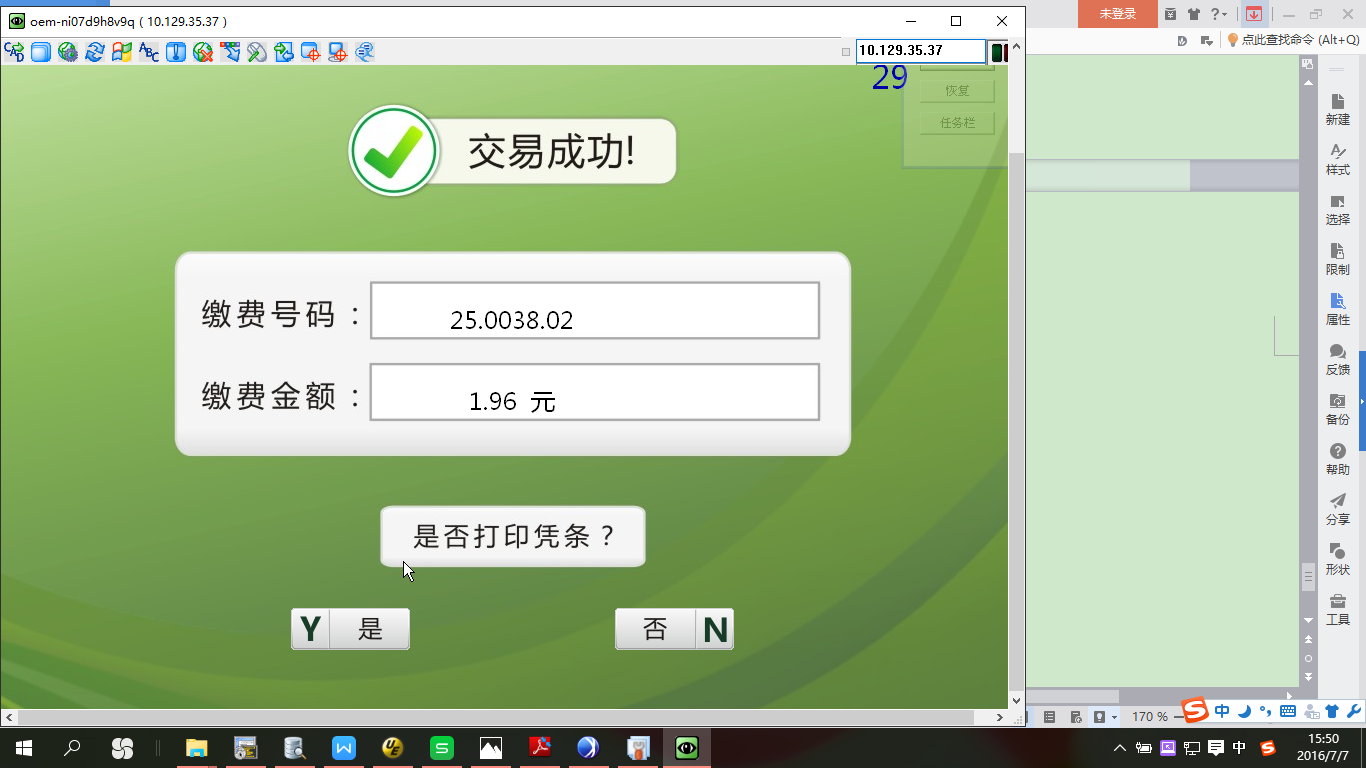 oem-ni07d9h8v9q ( 10.129.35.37 )
未登录
10.129.35.37
点此查找命令 (Alt+Q)
29
恢复
任务栏
交易成功!
缴费号码：
25.0038.02
缴费金额：
1.96 元
是否打印凭条？
Y 是
否 N
新建
样式
选择
限制
属性
反馈
备份
帮助
分享
形状
工具
170 %
中
中
15:50
2016/7/7